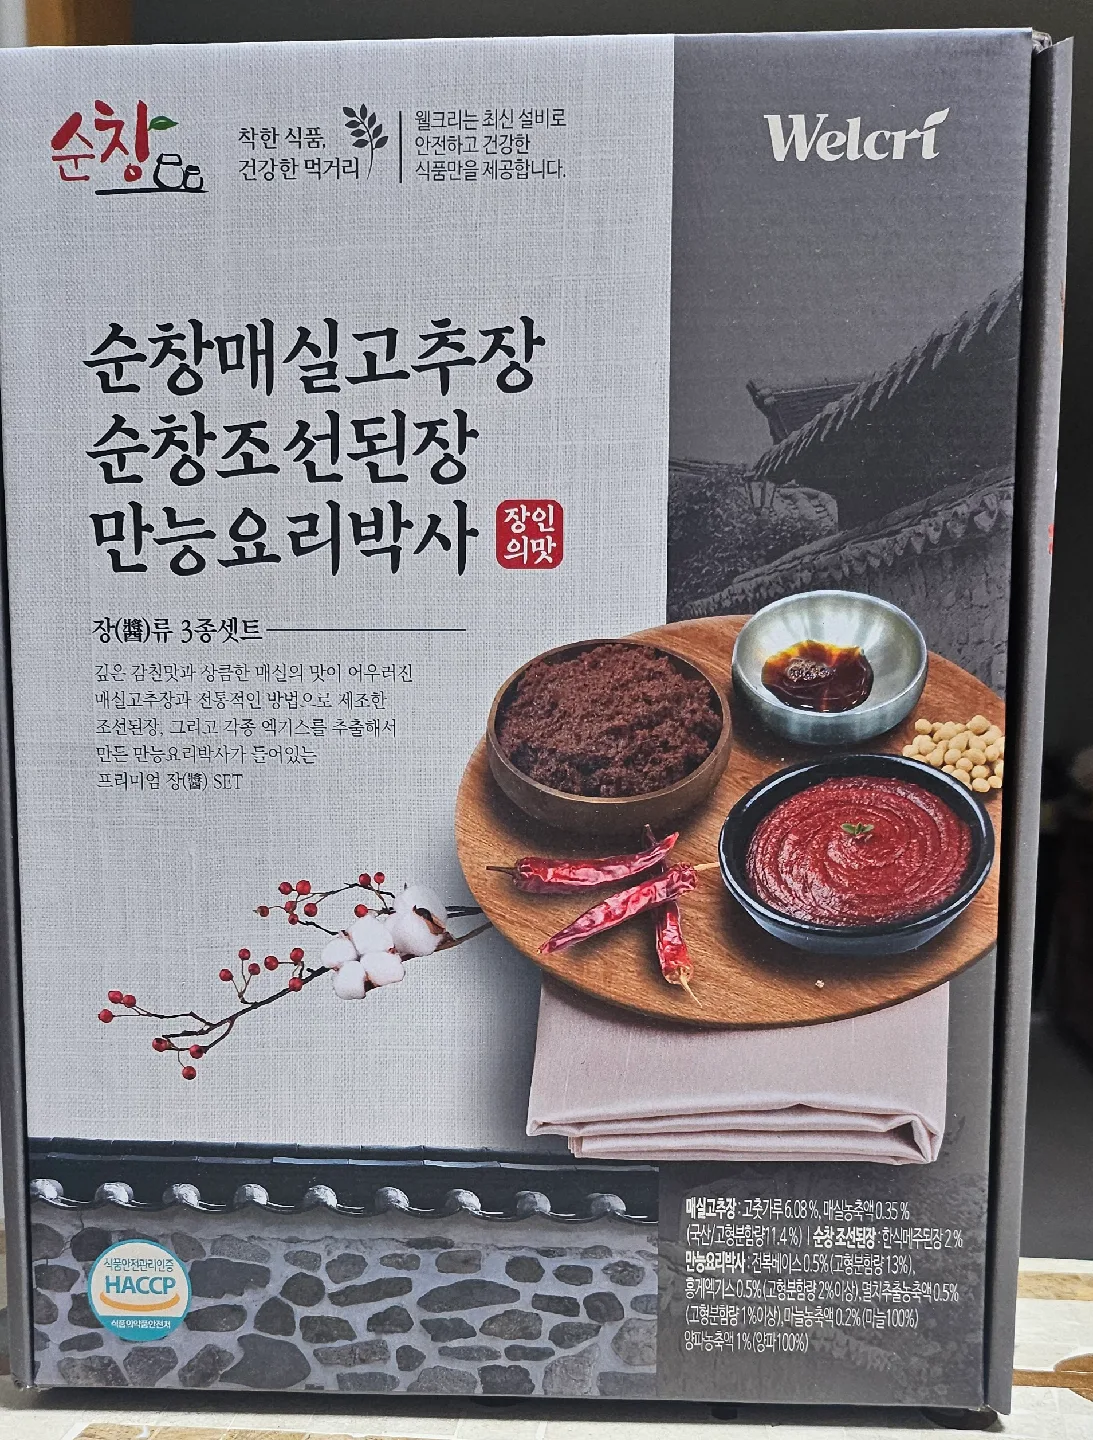 순창
착한 식품,
건강한 먹거리
웰크리는 최신 설비로
안전하고 건강한
식품만을 제공합니다.
Welcri
순창매실고추장
순창조선된장
만능요리박사
장인
의맛
장(醬)류 3종셋트
깊은 감칠맛과 상큼한 매실의 맛이 어우러진
매실고추장과 전통적인 방법으로 제조한
조선된장, 그리고 각종 엑기스를 추출해서
만든 만능요리박사가 들어있는
프리미엄 장(醬) SET
식품안전관리인증
HACCP
식품의약품안전처
매실고추장 : 고춧가루 6.08%, 매실농축액 0.35%
(국산/고형분함량11.4%) | 순창 조선된장 : 한식메주된장 2%
만능요리박사 : 전복베이스 0.5% (고형분함량 13%),
홍게엑기스 0.5% (고형분함량 2%이상), 멸치추출농축액 0.5%
(고형분함량 1%이상), 마늘농축액 0.2% (마늘100%)
양파농축액 1% (양파100%)